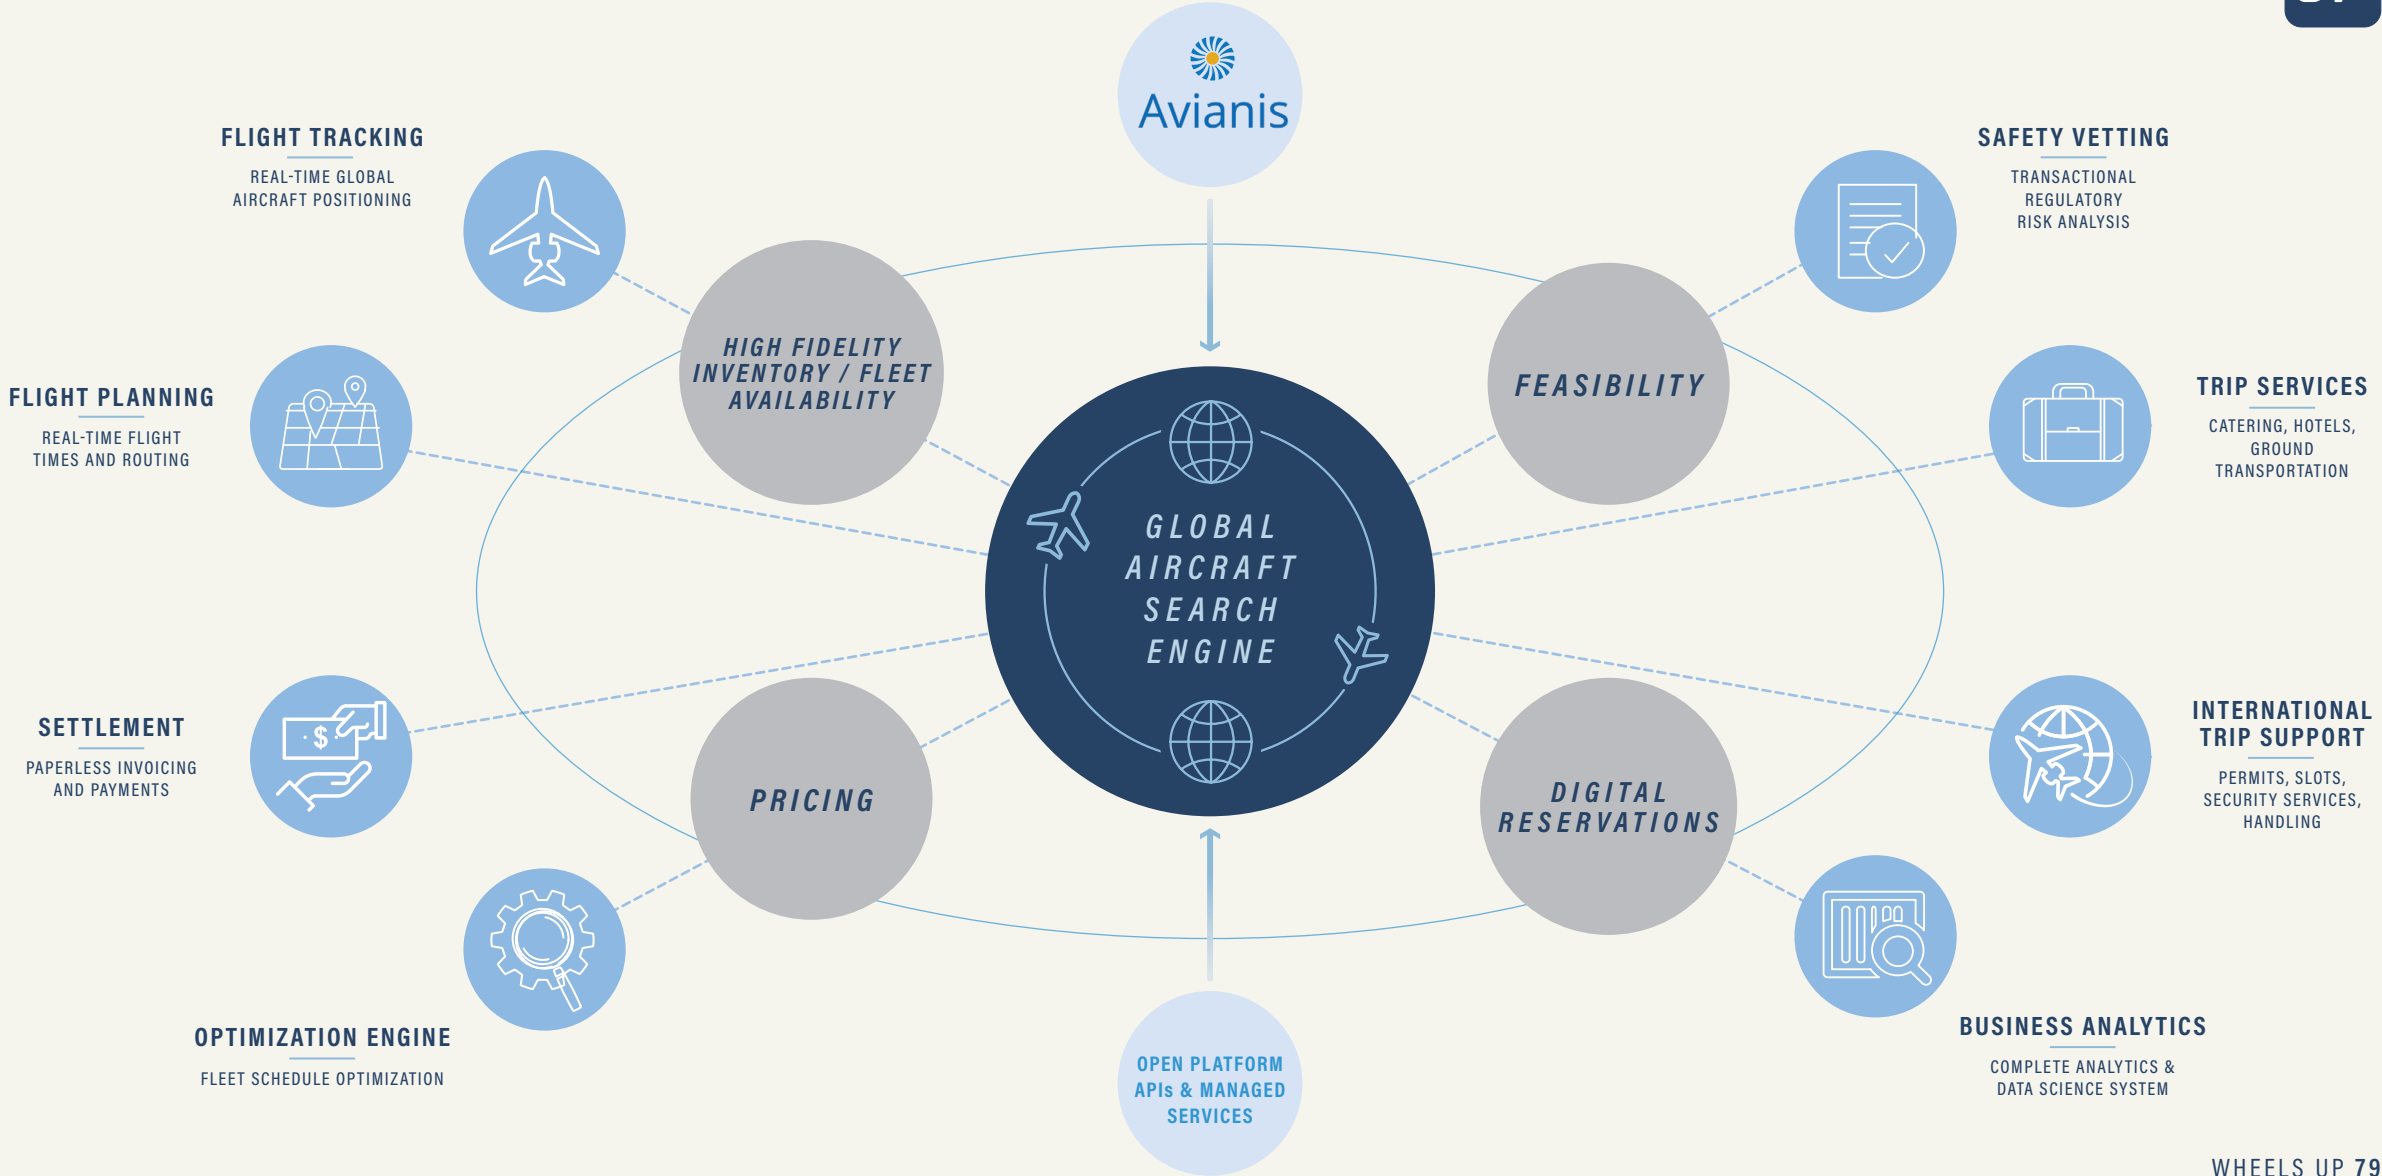 UP
Avianis
FLIGHT TRACKING
REAL-TIME GLOBAL
AIRCRAFT POSITIONING
SAFETY VETTING
TRANSACTIONAL
REGULATORY
RISK ANALYSIS
HIGH FIDELITY
INVENTORY / FLEET
AVAILABILITY
FEASIBILITY
FLIGHT PLANNING
REAL-TIME FLIGHT
TIMES AND ROUTING
TRIP SERVICES
CATERING, HOTELS,
GROUND
TRANSPORTATION
GLOBAL
AIRCRAFT
SEARCH
ENGINE
SETTLEMENT
PAPERLESS INVOICING
AND PAYMENTS
$
PRICING
DIGITAL
RESERVATIONS
INTERNATIONAL
TRIP SUPPORT
PERMITS, SLOTS,
SECURITY SERVICES,
HANDLING
OPTIMIZATION ENGINE
FLEET SCHEDULE OPTIMIZATION
OPEN PLATFORM
APIs & MANAGED
SERVICES
BUSINESS ANALYTICS
COMPLETE ANALYTICS &
DATA SCIENCE SYSTEM
WHEELS UP 79